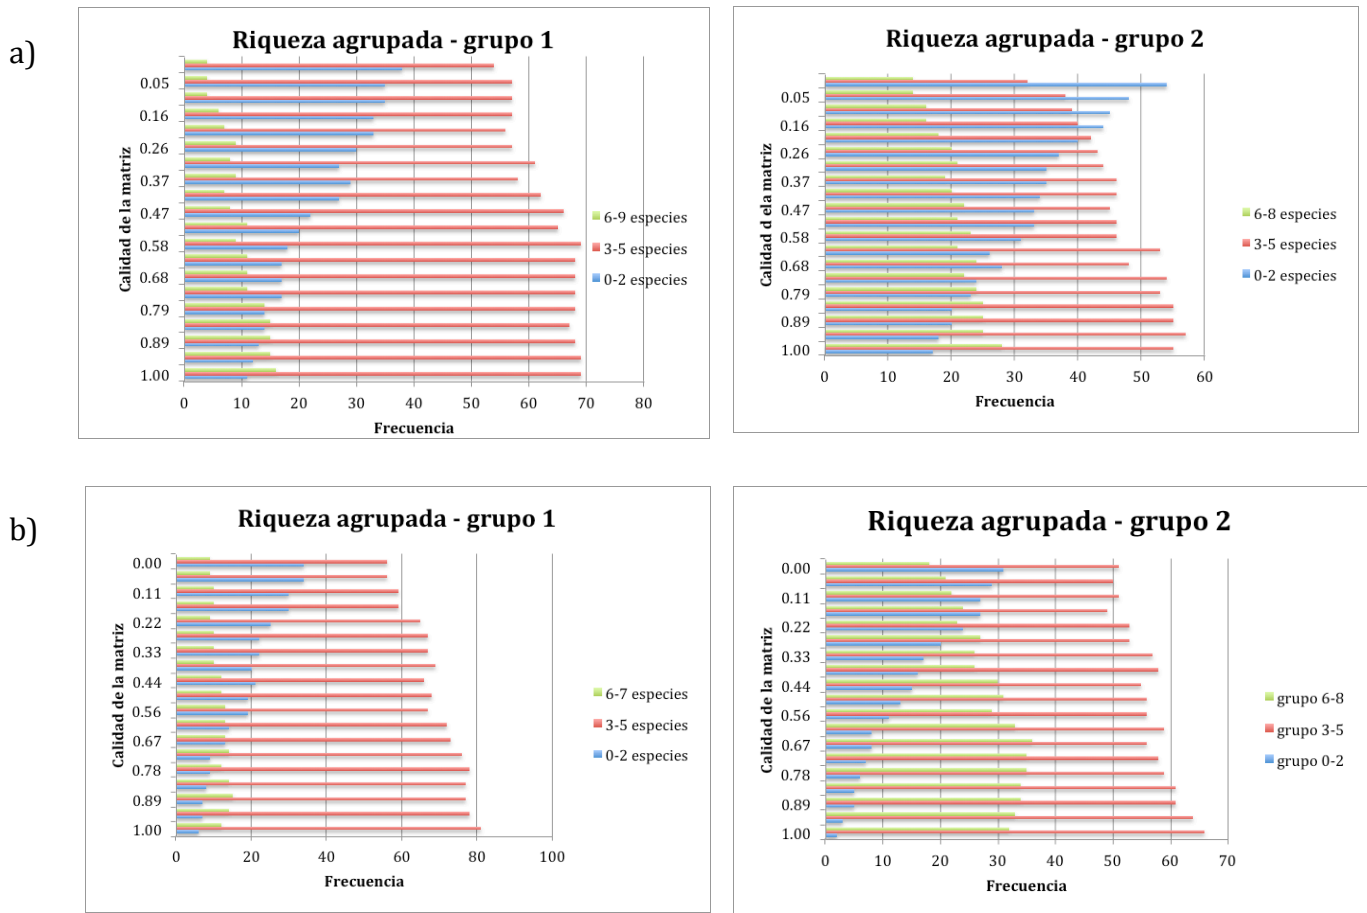 a)
Riqueza agrupada - grupo 1
Calidad de la matriz
0.05
0.16
0.26
0.37
0.47
0.58
0.68
0.79
0.89
1.00
0 10 20 30 40 50 60 70 80
Frecuencia
6-9 especies
3-5 especies
0-2 especies
Riqueza agrupada - grupo 2
Calidad d ela matriz
0.05
0.16
0.26
0.37
0.47
0.58
0.68
0.79
0.89
1.00
0 10 20 30 40 50 60
Frecuencia
6-8 especies
3-5 especies
0-2 especies
b)
Riqueza agrupada - grupo 1
Calidad de la matriz
0.00
0.11
0.22
0.33
0.44
0.56
0.67
0.78
0.89
1.00
0 20 40 60 80 100
Frecuencia
6-7 especies
3-5 especies
0-2 especies
Riqueza agrupada - grupo 2
Calidad de la matriz
0.00
0.11
0.22
0.33
0.44
0.56
0.67
0.78
0.89
1.00
0 10 20 30 40 50 60 70
Frecuencia
grupo 6-8
grupo 3-5
grupo 0-2